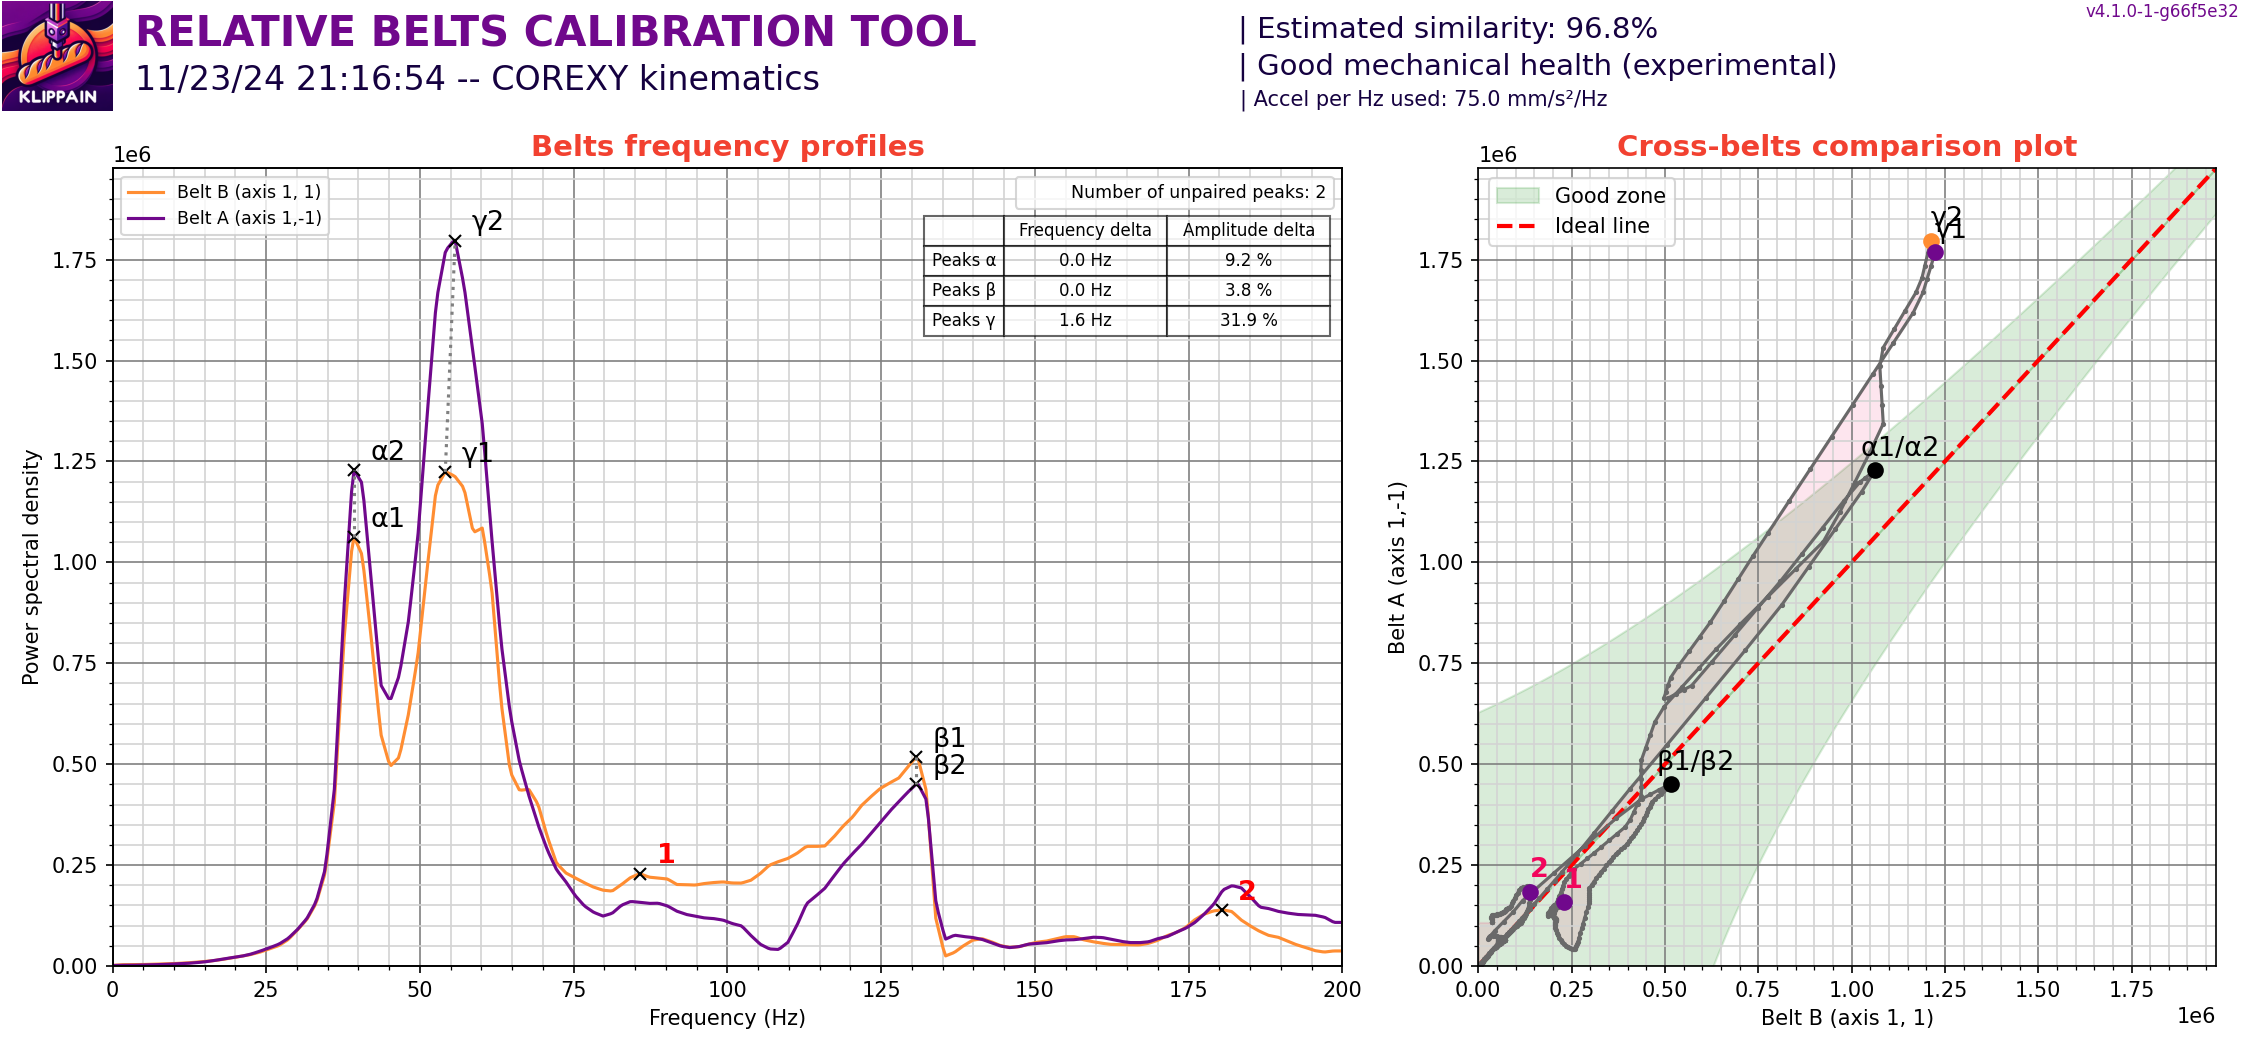 KLIPPAIN
RELATIVE BELTS CALIBRATION TOOL
11/23/24 21:16:54 -- COREXY kinematics
| Estimated similarity: 96.8%
| Good mechanical health (experimental)
| Accel per Hz used: 75.0 mm/s²/Hz
v4.1.0-1-g66f5e32
Belts frequency profiles
1e6
Belt B (axis 1, 1)
Belt A (axis 1,-1)
Number of unpaired peaks: 2
Frequency delta Amplitude delta
Peaks α 0.0 Hz 9.2 %
Peaks β 0.0 Hz 3.8 %
Peaks γ 1.6 Hz 31.9 %
γ2
γ1
α2
α1
β1
β2
1
2
Power spectral density
1.75
1.50
1.25
1.00
0.75
0.50
0.25
0.00
0 25 50 75 100 125 150 175 200
Frequency (Hz)
Cross-belts comparison plot
1e6
Good zone
Ideal line
γ2
γ1
α1/α2
β1/β2
2
1
Belt A (axis 1,-1)
1.75
1.50
1.25
1.00
0.75
0.50
0.25
0.00
0.00 0.25 0.50 0.75 1.00 1.25 1.50 1.75
Belt B (axis 1, 1)
1e6